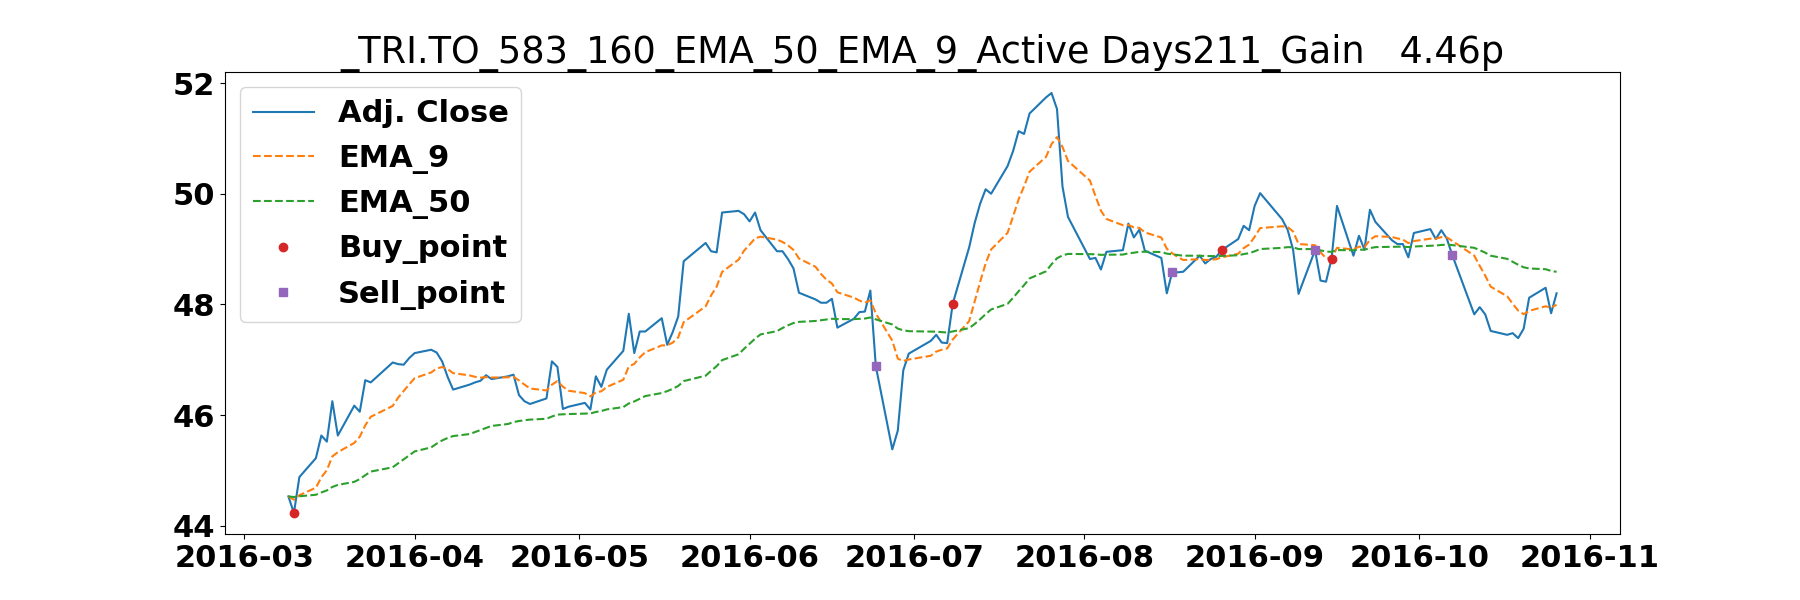 _TRI.TO_583_160_EMA_50_EMA_9_Active Days211_Gain   4.46p
52
50
48
46
44
Adj. Close
EMA_9
EMA_50
Buy_point
Sell_point
2016-03 2016-04 2016-05 2016-06 2016-07 2016-08 2016-09 2016-10 2016-11